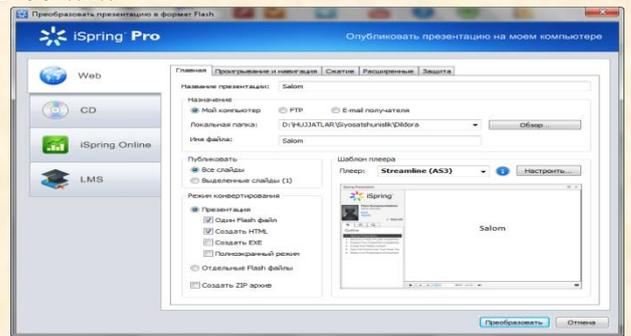 Преобразовать презентацию в формат Flash
iSpring Pro
Опубликовать презентацию на моем компьютере
Web
CD
iSpring Online
LMS
Главная Проигрывание и навигация Сжатие Расширенные Защита
Название презентации: Salom
Назначение
Мой компьютер FTP E-mail получателя
Локальная папка: D:\HUJJATLAR\Siyosatshunislik\Dildora Обзор...
Имя файла: Salom
Публиковать
Все слайды
Выделенные слайды (1)
Режим конвертирования
Презентация
Один Flash файл
Создать HTML
Создать EXE
Полноэкранный режим
Отдельные Flash файлы
Создать ZIP архив
Шаблон плеера
Плеер: Streamline (AS3) Настроить...
iSpring
Outline
Salom
Преобразовать Отмена